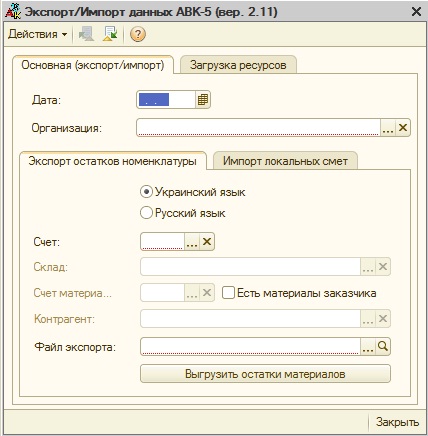 Экспорт/Импорт данных АВК-5 (вер. 2.11)
Действия
Основная (экспорт/импорт) Загрузка ресурсов
Дата: . .
Организация: ...
Экспорт остатков номенклатуры Импорт локальных смет
Украинский язык
Русский язык
Счет: ...
Склад: ...
Счет материа... ... Есть материалы заказчика
Контрагент: ...
Файл экспорта: ...
Выгрузить остатки материалов
Закрыть